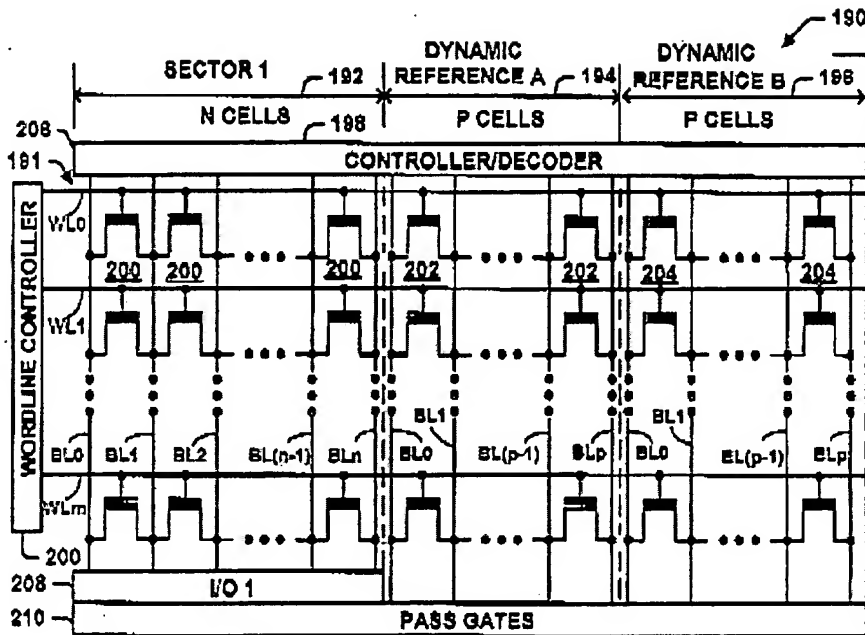 190
DYNAMIC REFERENCE A
194
DYNAMIC REFERENCE B
196
SECTOR 1
192
N CELLS
P CELLS
P CELLS
208
198
CONTROLLER/DECODER
191
WORDLINE CONTROLLER
WL0
200 200 200 202 202 204 204
WL1
BL0 BL1 BL2 BL(n-1) BLn BL0 BL1 BL(p-1) BLp BL0 BL1 BL(p-1) BLp
WLm
200
208
I/O 1
210
PASS GATES